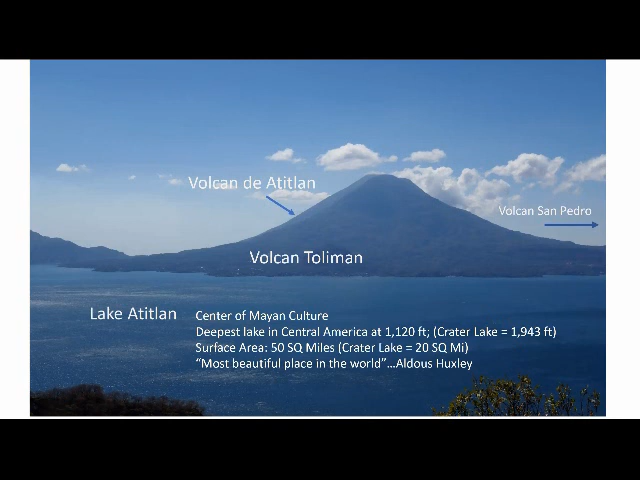 Volcan de Atitlan
Volcan San Pedro
Volcan Toliman
Lake Atitlan
Center of Mayan Culture
Deepest lake in Central America at 1,120 ft; (Crater Lake = 1,943 ft)
Surface Area: 50 SQ Miles (Crater Lake = 20 SQ Mi)
“Most beautiful place in the world”…Aldous Huxley